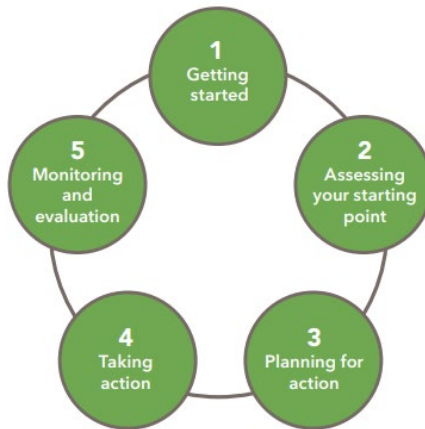 1
Getting
started
2
Assessing
your starting
point
3
Planning for
action
4
Taking
action
5
Monitoring
and
evaluation